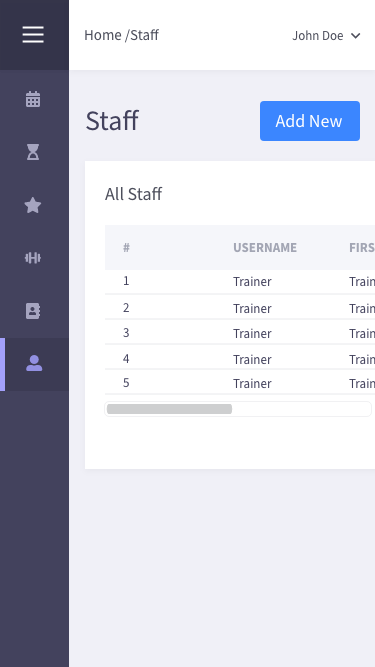 Home /Staff
John Doe
Staff
Add New
All Staff
# USERNAME FIRS
1 Trainer Train
2 Trainer Train
3 Trainer Train
4 Trainer Train
5 Trainer Train